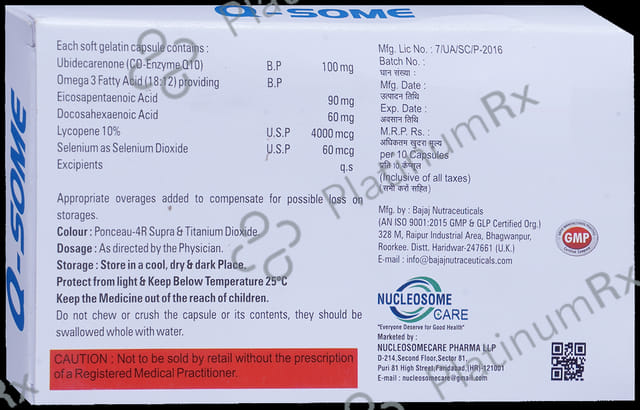 Q-SOME
Q-SOME
Each soft gelatin capsule contains :
Ubidecarenone (CO-Enzyme Q10) B.P 100 mg
Omega 3 Fatty Acid (18:12) providing B.P
Eicosapentaenoic Acid 90 mg
Docosahexaenoic Acid 60 mg
Lycopene 10% U.S.P 4000 mcg
Selenium as Selenium Dioxide U.S.P 60 mcg
Excipients q.s
Appropriate overages added to compensate for possible loss on
storages.
Colour : Ponceau-4R Supra & Titanium Dioxide
Dosage : As directed by the Physician.
Storage : Store in a cool, dry & dark Place.
Protect from light & Keep Below Temperature 25°C
Keep the Medicine out of the reach of children.
Do not chew or crush the capsule or its contents, they should be
swallowed whole with water.
CAUTION : Not to be sold by retail without the prescription
of a Registered Medical Practitioner.
Mfg. Lic No. : 7/UA/SC/P-2016
Batch No. :
घान संख्या :
Mfg. Date :
उत्पादन तिथि
Exp. Date :
अवसान तिथि
M.R.P. Rs. :
अधिकतम खुदरा मूल्य
per 10 Capsules
प्रति 10 कैप्सूल
(Inclusive of all taxes)
(सभी करों सहित)
Mfg. by : Bajaj Nutraceuticals
(AN ISO 9001:2015 GMP & GLP Certified Org.)
328 M, Raipur Industrial Area, Bhagwanpur,
Roorkee. Distt. Haridwar-247661 (U.K.)
E-mail : info@bajajnutraceuticals.com
GMP
NUCLEOSOME
CARE
"Everyone Deserve for Good Health"
Marketed by :
NUCLEOSOMECARE PHARMA LLP
D-214, Second Floor, Sector 81,
Puri 81 High Street, Faridabad, (HR)-121001
E-mail : nucleosomecare@gmail.com
PlatinumRx
PlatinumRx